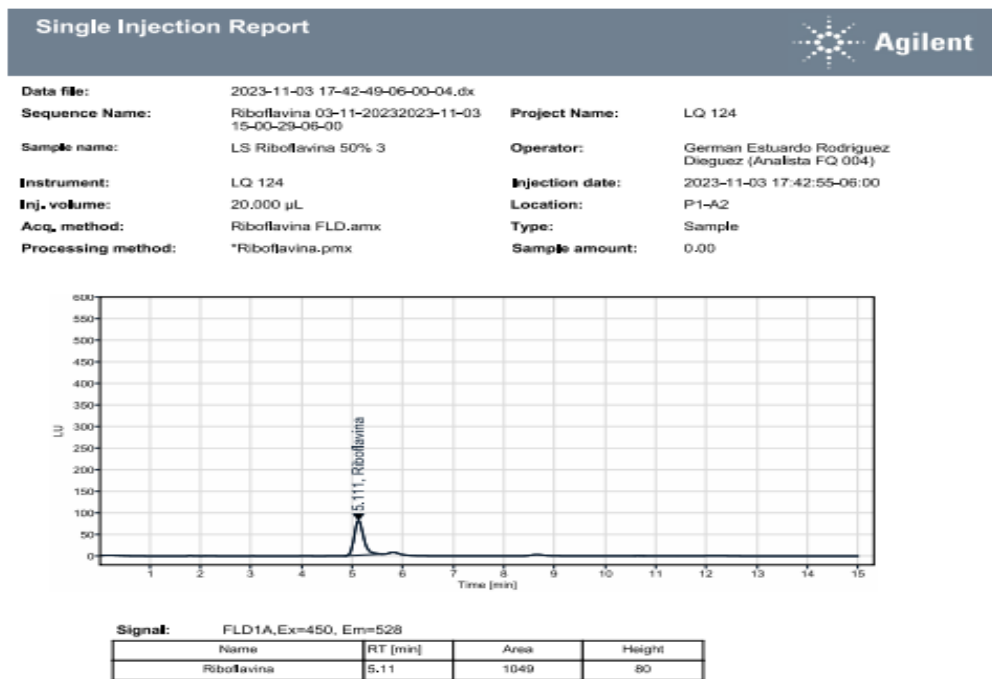 Single Injection Report
Agilent
Data file: 2023-11-03 17-42-49-06-00-04.dx
Sequence Name: Riboflavina 03-11-20232023-11-03 15-00-29-06-00 Project Name: LQ 124
Sample name: LS Riboflavina 50% 3 Operator: German Estuardo Rodriguez Dieguez (Analista FQ 004)
Instrument: LQ 124 Injection date: 2023-11-03 17:42:55-06:00
Inj. volume: 20.000 µL Location: P1-A2
Acq. method: Riboflavina FLD.amx Type: Sample
Processing method: *Riboflavina.pmx Sample amount: 0.00
600
550
500
450
400
350
300
250
200
150
100
50
0
LU
5.111, Riboflavina
1 2 3 4 5 6 7 8 9 10 11 12 13 14 15
Time [min]
Signal: FLD1A,Ex=450, Em=528
Name RT [min] Area Height
Riboflavina 5.11 1049 80